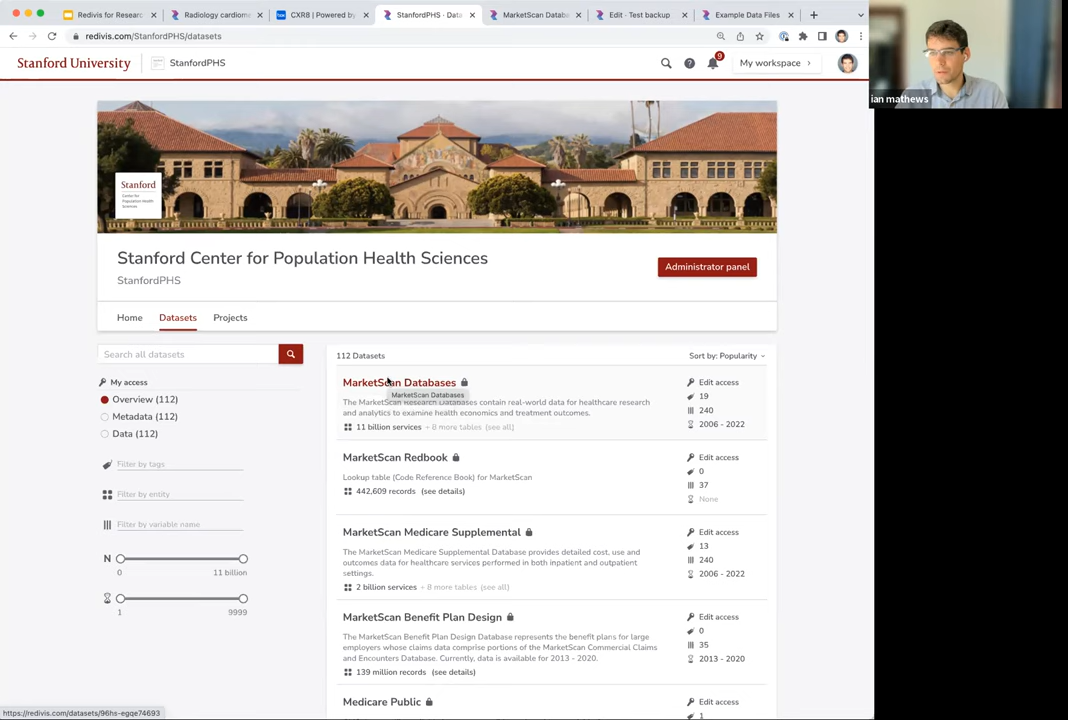 Redivis for Resear
Radiology cardiom
CXR8 | Powered by
StanfordPHS · Data
MarketScan Databa
Edit · Test backup
Example Data Files
redivis.com/StanfordPHS/datasets
Stanford University
StanfordPHS
9
My workspace
ian mathews
Stanford
Center for
Population Health
Sciences
Stanford Center for Population Health Sciences
StanfordPHS
Administrator panel
Home
Datasets
Projects
Search all datasets
112 Datasets
Sort by: Popularity
My access
Overview (112)
Metadata (112)
Data (112)
Filter by tags
Filter by entity
Filter by variable name
N
0
11 billion
1
9999
MarketScan Databases
MarketScan Databases
The MarketScan Research Databases contain real-world data for healthcare research
and analytics to examine health economics and treatment outcomes.
11 billion services • + 8 more tables (see all)
Edit access
19
240
2006 - 2022
MarketScan Redbook
Lookup table (Code Reference Book) for MarketScan
442,609 records (see details)
Edit access
0
37
None
MarketScan Medicare Supplemental
The MarketScan Medicare Supplemental Database provides detailed cost, use and
outcomes data for healthcare services performed in both inpatient and outpatient
settings.
2 billion services • + 8 more tables (see all)
Edit access
13
240
2006 - 2022
MarketScan Benefit Plan Design
The MarketScan Benefit Plan Design Database represents the benefit plans for large
employers whose claims data comprise portions of the MarketScan Commercial Claims
and Encounters Database. Currently, data is available for 2013 - 2020.
139 million records (see details)
Edit access
0
35
2013 - 2020
Medicare Public
Edit access
1
https://redivis.com/datasets/96hs-egqe74693